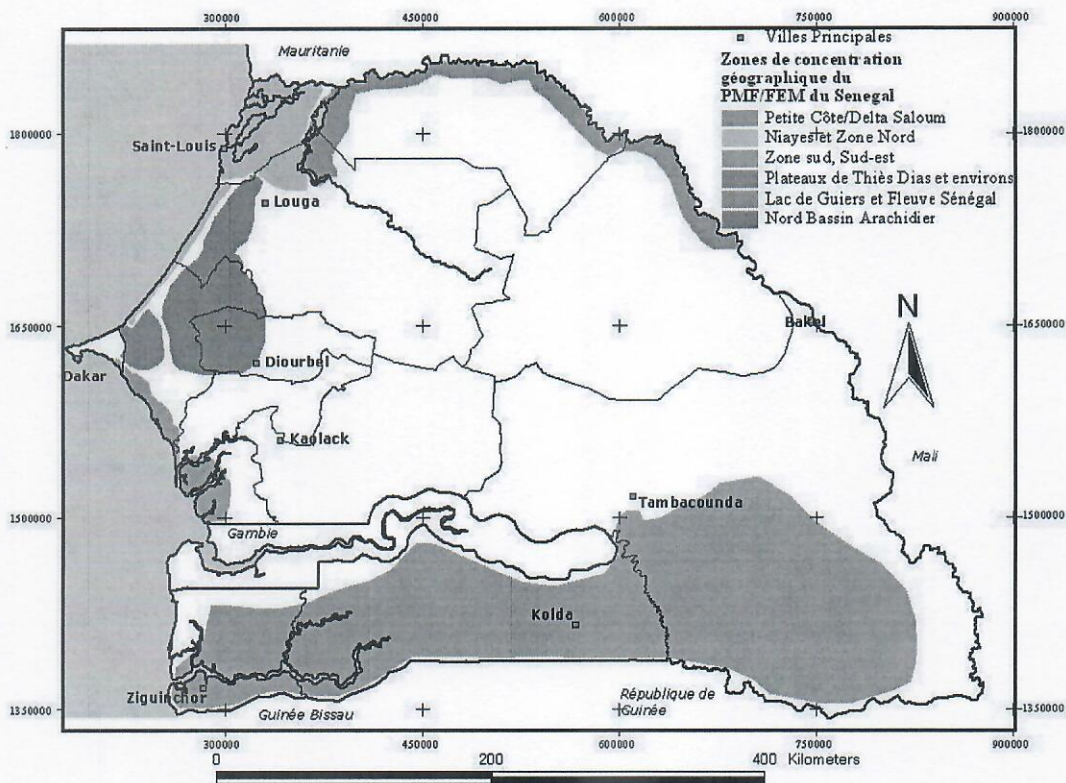 300000 450000 600000 750000 900000
Villes Principales
Zones de concentration
géographique du
PMF/FEM du Senegal
Petite Côte/Delta Saloum
Niayes et Zone Nord
Zone sud, Sud-est
Plateaux de Thiès Dias et environs
Lac de Guiers et Fleuve Sénégal
Nord Bassin Arachidier
Mauritanie
1800000 1800000
Saint-Louis
Louga
N
1650000 1650000
Bakel
Diourbel
Dakar
Kaolack
Mali
Tambacounda
1500000 1500000
Gambie
Kolda
Ziguinchor
République de
Guinée
Guinée Bissau
1350000 1350000
300000 450000 600000 750000 900000
0 200 400 Kilometers